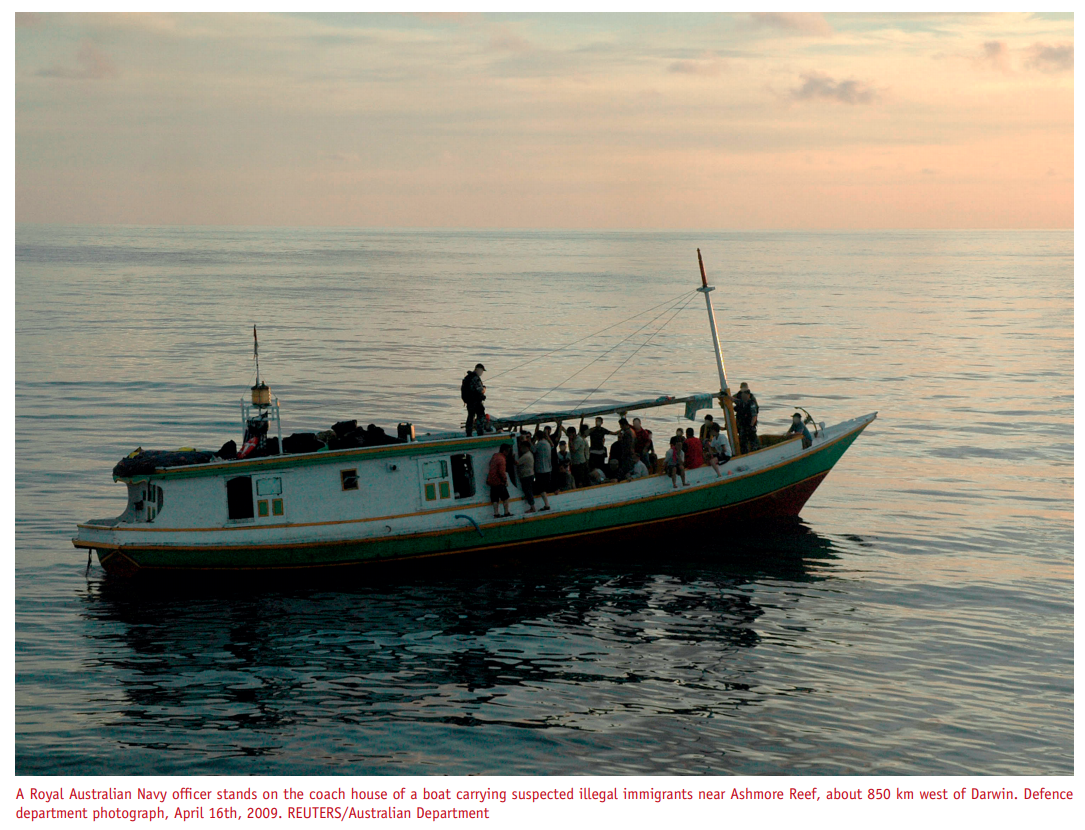 A Royal Australian Navy officer stands on the coach house of a boat carrying suspected illegal immigrants near Ashmore Reef, about 850 km west of Darwin. Defence
department photograph, April 16th, 2009. REUTERS/Australian Department